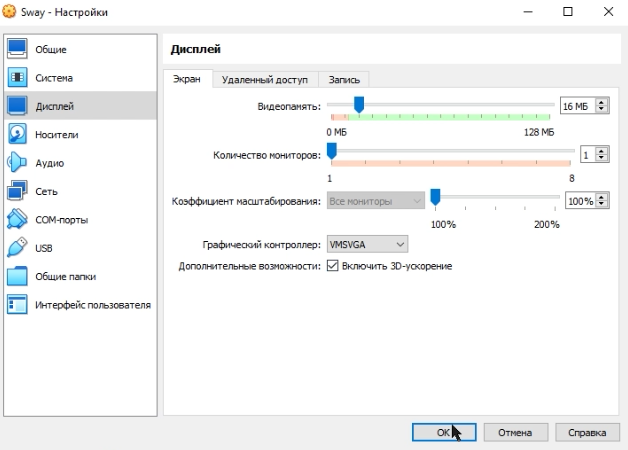 Sway - Настройки
Общие
Система
Дисплей
Носители
Аудио
Сеть
COM-порты
USB
Общие папки
Интерфейс пользователя
Дисплей
Экран Удаленный доступ Запись
Видеопамять: 16 МБ
0 МБ 128 МБ
Количество мониторов: 1
1 8
Коэффициент масштабирования: Все мониторы 100%
100% 200%
Графический контроллер: VMSVGA
Дополнительные возможности: Включить 3D-ускорение
OK Отмена Справка